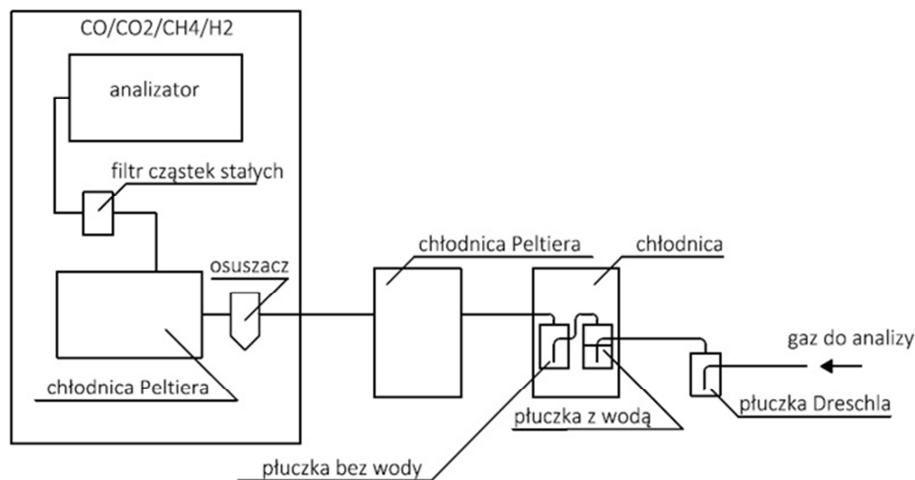 CO/CO2/CH4/H2
analizator
filtr cząstek stałych
osuszacz
chłodnica Peltiera
chłodnica Peltiera
chłodnica
gaz do analizy
płuczka Dreschla
płuczka z wodą
płuczka bez wody